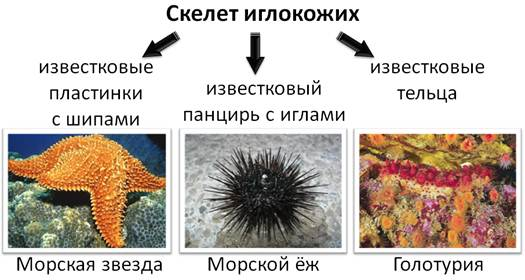 Скелет иглокожих
известковые
пластинки
с шипами
известковый
панцирь с иглами
известковые
тельца
Морская звезда
Морской ёж
Голотурия